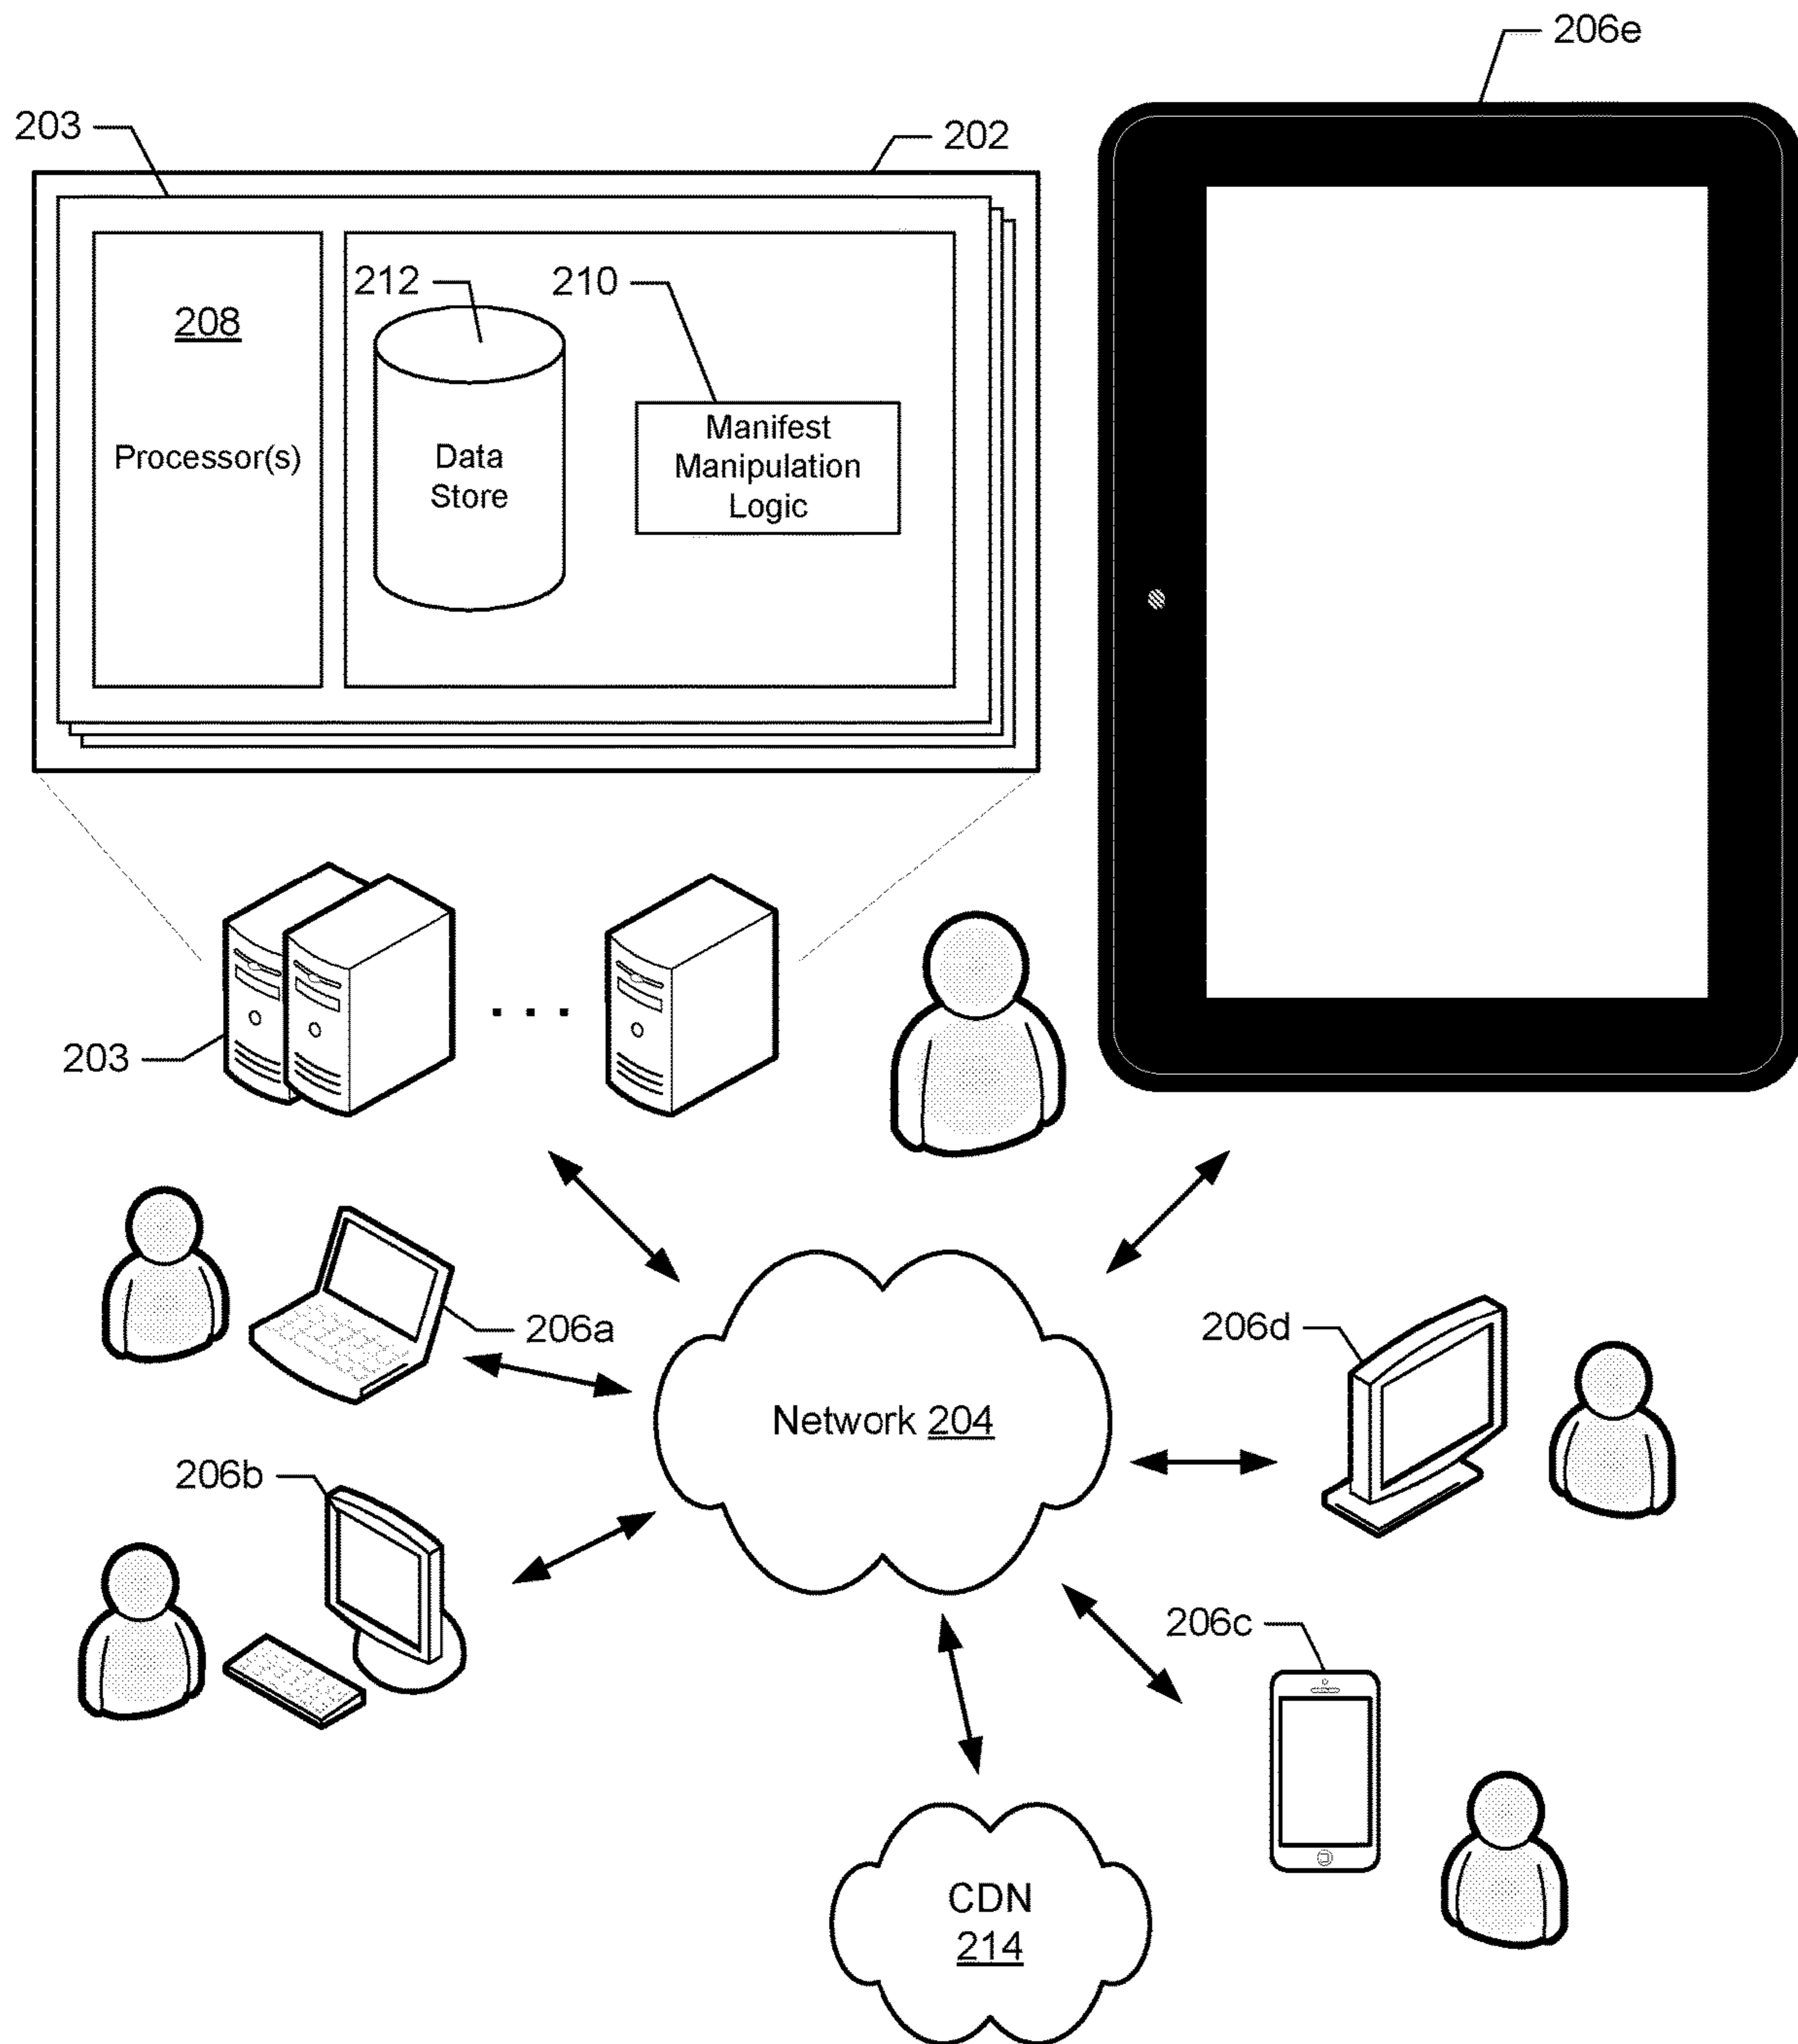 206e
203
202
212
210
208
Manifest
Manipulation
Logic
Processor(s)
Data
Store
. . .
203
206a
206d
Network 204
206b
206c
CDN
214